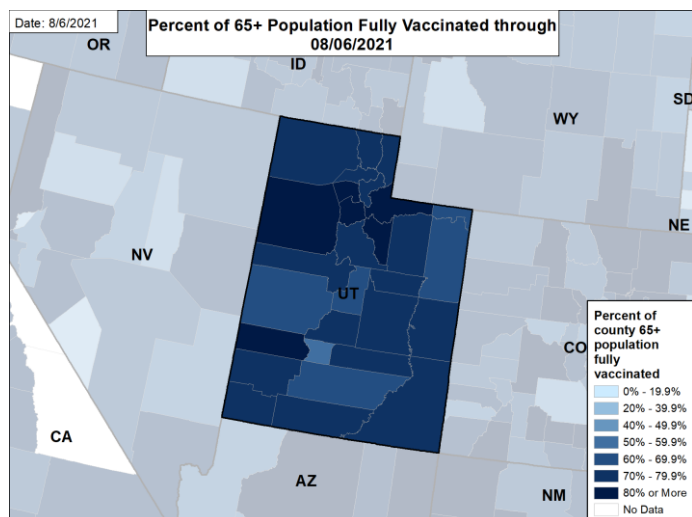 Date: 8/6/2021
Percent of 65+ Population Fully Vaccinated through
08/06/2021
OR
ID
WY
SD
NE
NV
UT
CO
CA
AZ
NM
Percent of
county 65+
population
fully
vaccinated
0% - 19.9%
20% - 39.9%
40% - 49.9%
50% - 59.9%
60% - 69.9%
70% - 79.9%
80% or More
No Data